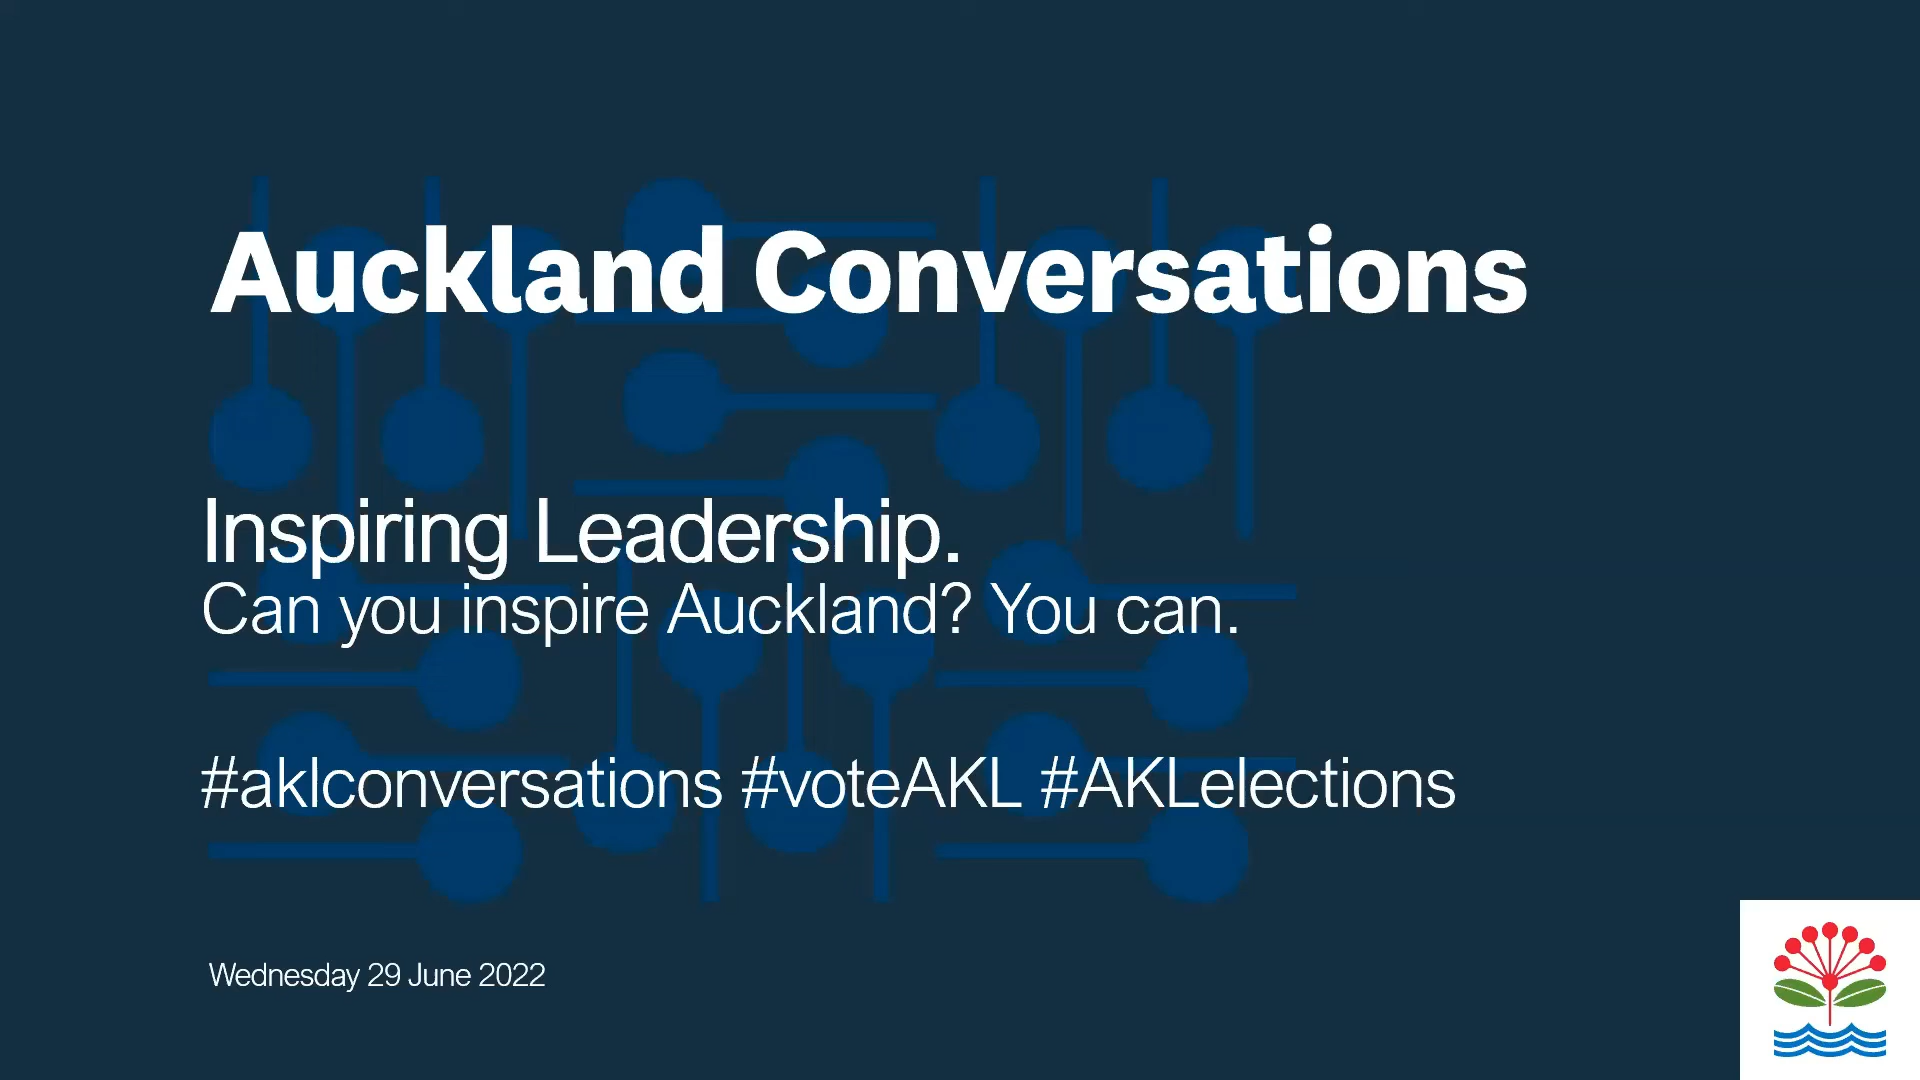 Auckland Conversations
Inspiring Leadership.
Can you inspire Auckland? You can.
#aklconversations #voteAKL #AKLelections
Wednesday 29 June 2022